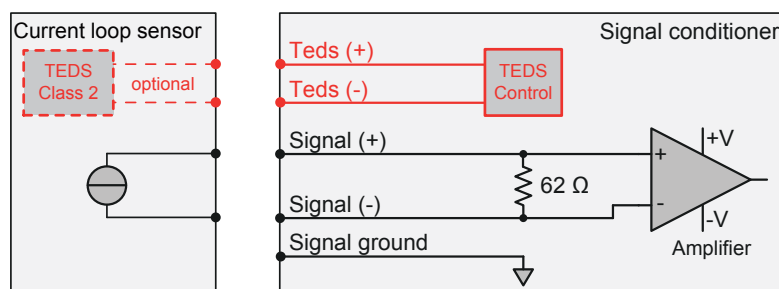 Current loop sensor
Signal conditioner
TEDS
Class 2
optional
Teds (+)
Teds (-)
TEDS
Control
Signal (+)
62 Ω
Signal (-)
Signal ground
+
-
+V
-V
Amplifier